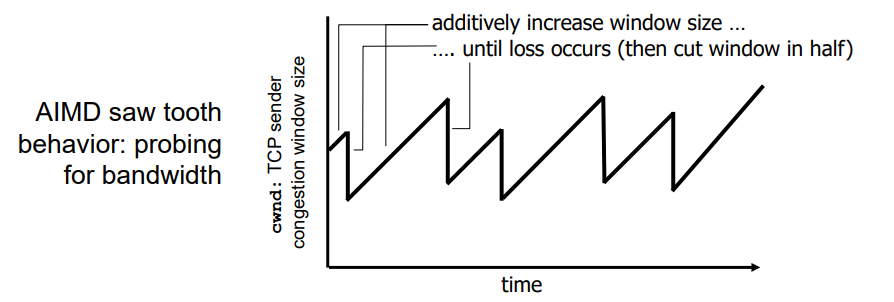 additively increase window size …
…. until loss occurs (then cut window in half)
AIMD saw tooth
behavior: probing
for bandwidth
cwnd: TCP sender
congestion window size
time